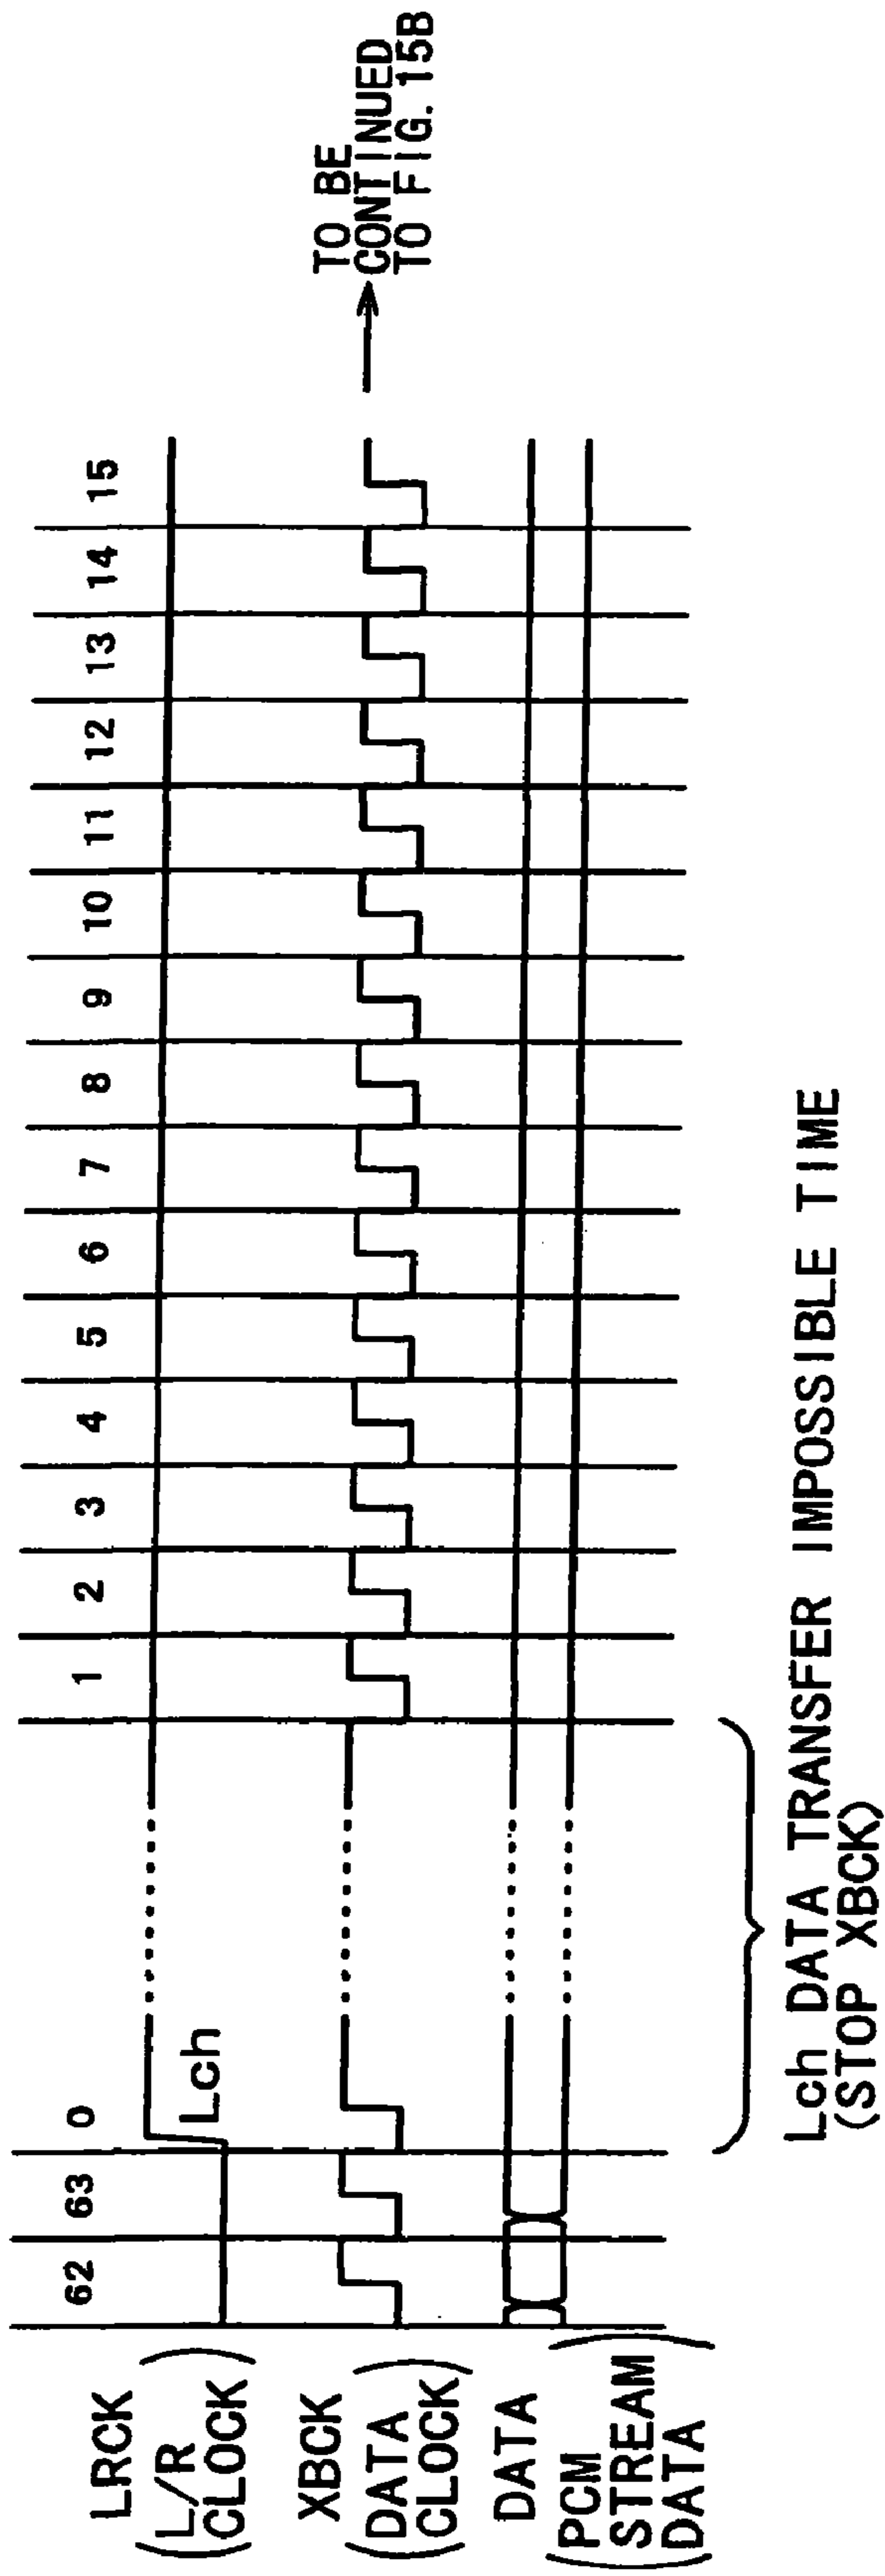 62 63 0 1 2 3 4 5 6 7 8 9 10 11 12 13 14 15
LRCK
(L/R
CLOCK)
Lch
XBCK
(DATA
CLOCK)
TO BE
CONTINUED
TO FIG. 15B
DATA
(PCM
STREAM
DATA)
Lch DATA TRANSFER IMPOSSIBLE TIME
(STOP XBCK)